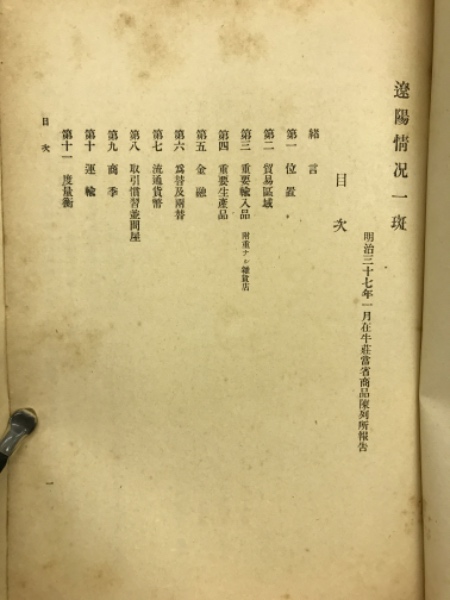 遼陽情况一斑
明治三十七年一月在牛莊當省商品陳列所報告
目次
緖言
第一 位置
第二 貿易區域
第三 重要輸入品 附重ナル雜貨店
第四 重要生產品
第五 金融
第六 爲替及兩替
第七 流通貨幣
第八 取引慣習並問屋
第九 商季
第十 運輸
第十一 度量衡
目次
一